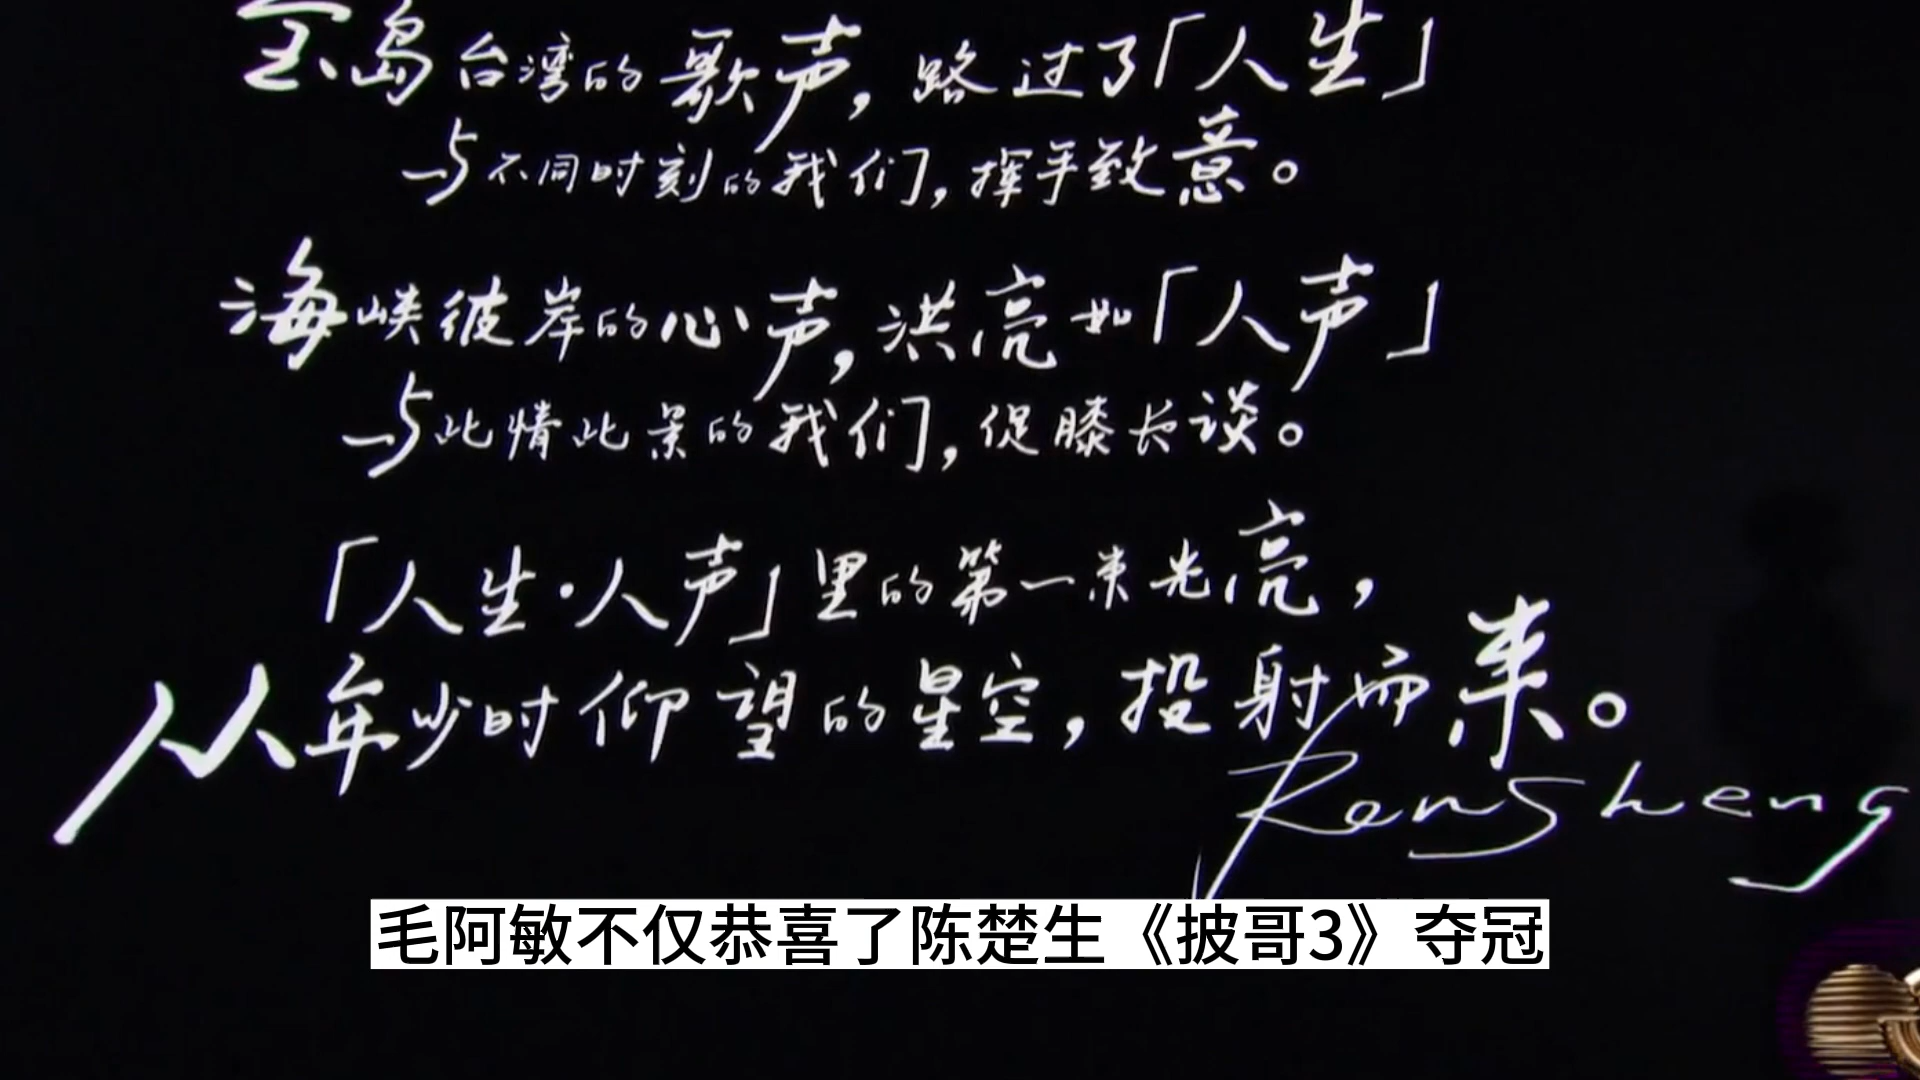 宝岛台湾的歌声，路过了「人生」
与不同时刻的我们，挥手致意。
海峡彼岸的心声，洪亮如「人声」
与此情此景的我们，促膝长谈。
「人生·人声」里的第一束光亮，
从年少时仰望的星空，投射而来。
RenSheng
毛阿敏不仅恭喜了陈楚生《披哥3》夺冠